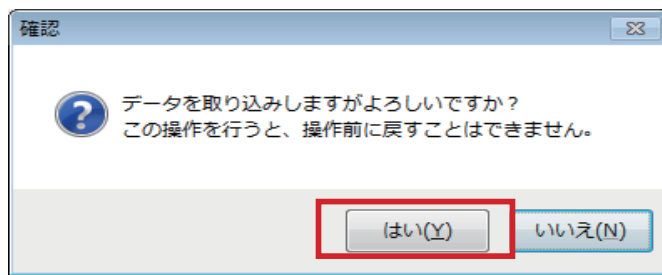 確認
データを取り込みしますがよろしいですか？
この操作を行うと、操作前に戻すことはできません。
はい(Y)
いいえ(N)